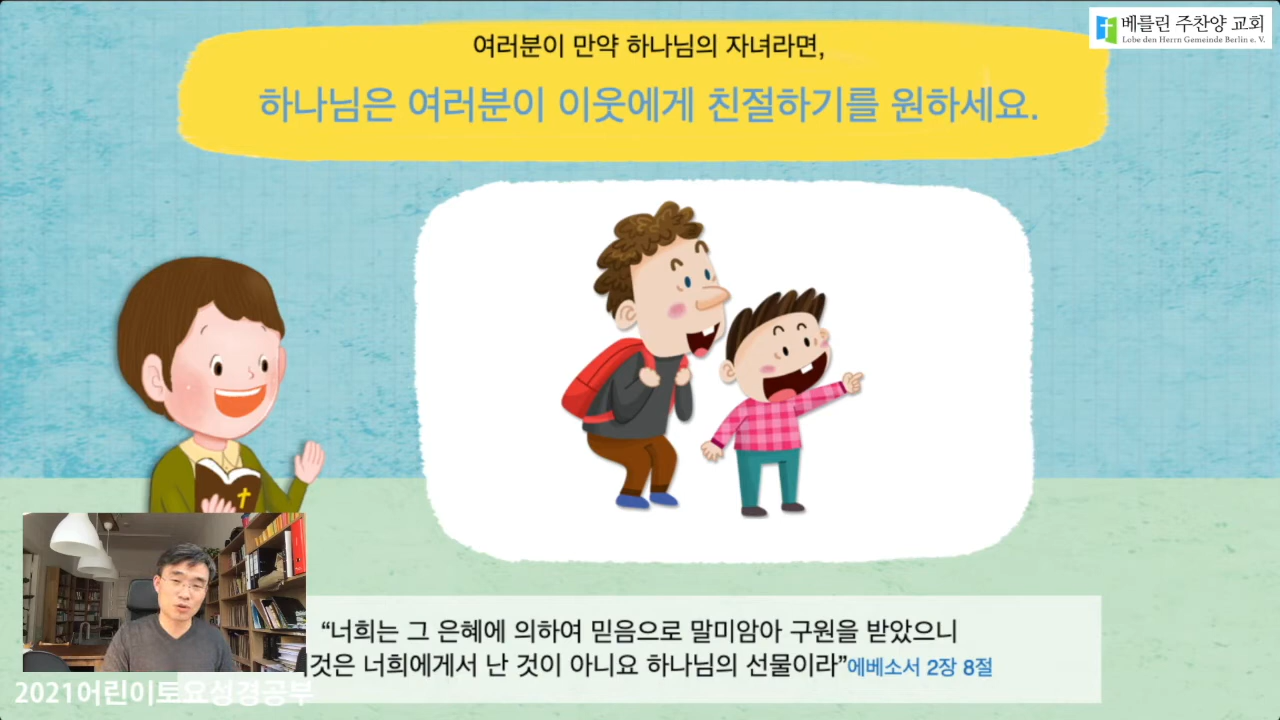 베를린 주찬양 교회
Lobe den Herrn Gemeinde Berlin e. V.
여러분이 만약 하나님의 자녀라면,
하나님은 여러분이 이웃에게 친절하기를 원하세요.
“너희는 그 은혜에 의하여 믿음으로 말미암아 구원을 받았으니
것은 너희에게서 난 것이 아니요 하나님의 선물이라”에베소서 2장 8절
2021어린이토요성경공부